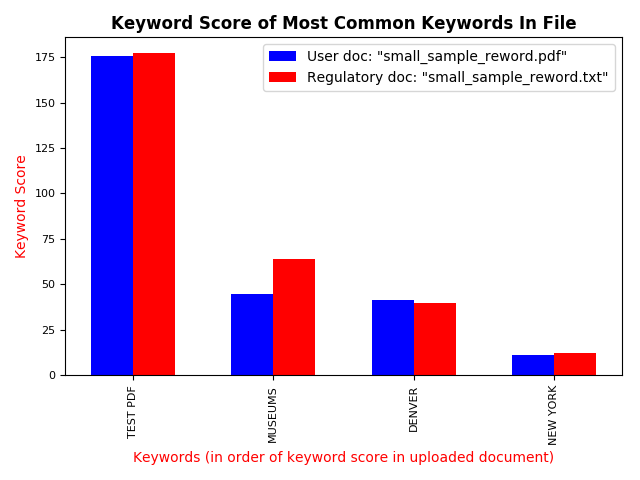 Keyword Score of Most Common Keywords In File
User doc: "small_sample_reword.pdf"
Regulatory doc: "small_sample_reword.txt"
Keyword Score
175
150
125
100
75
50
25
0
TEST PDF
MUSEUMS
DENVER
NEW YORK
Keywords (in order of keyword score in uploaded document)